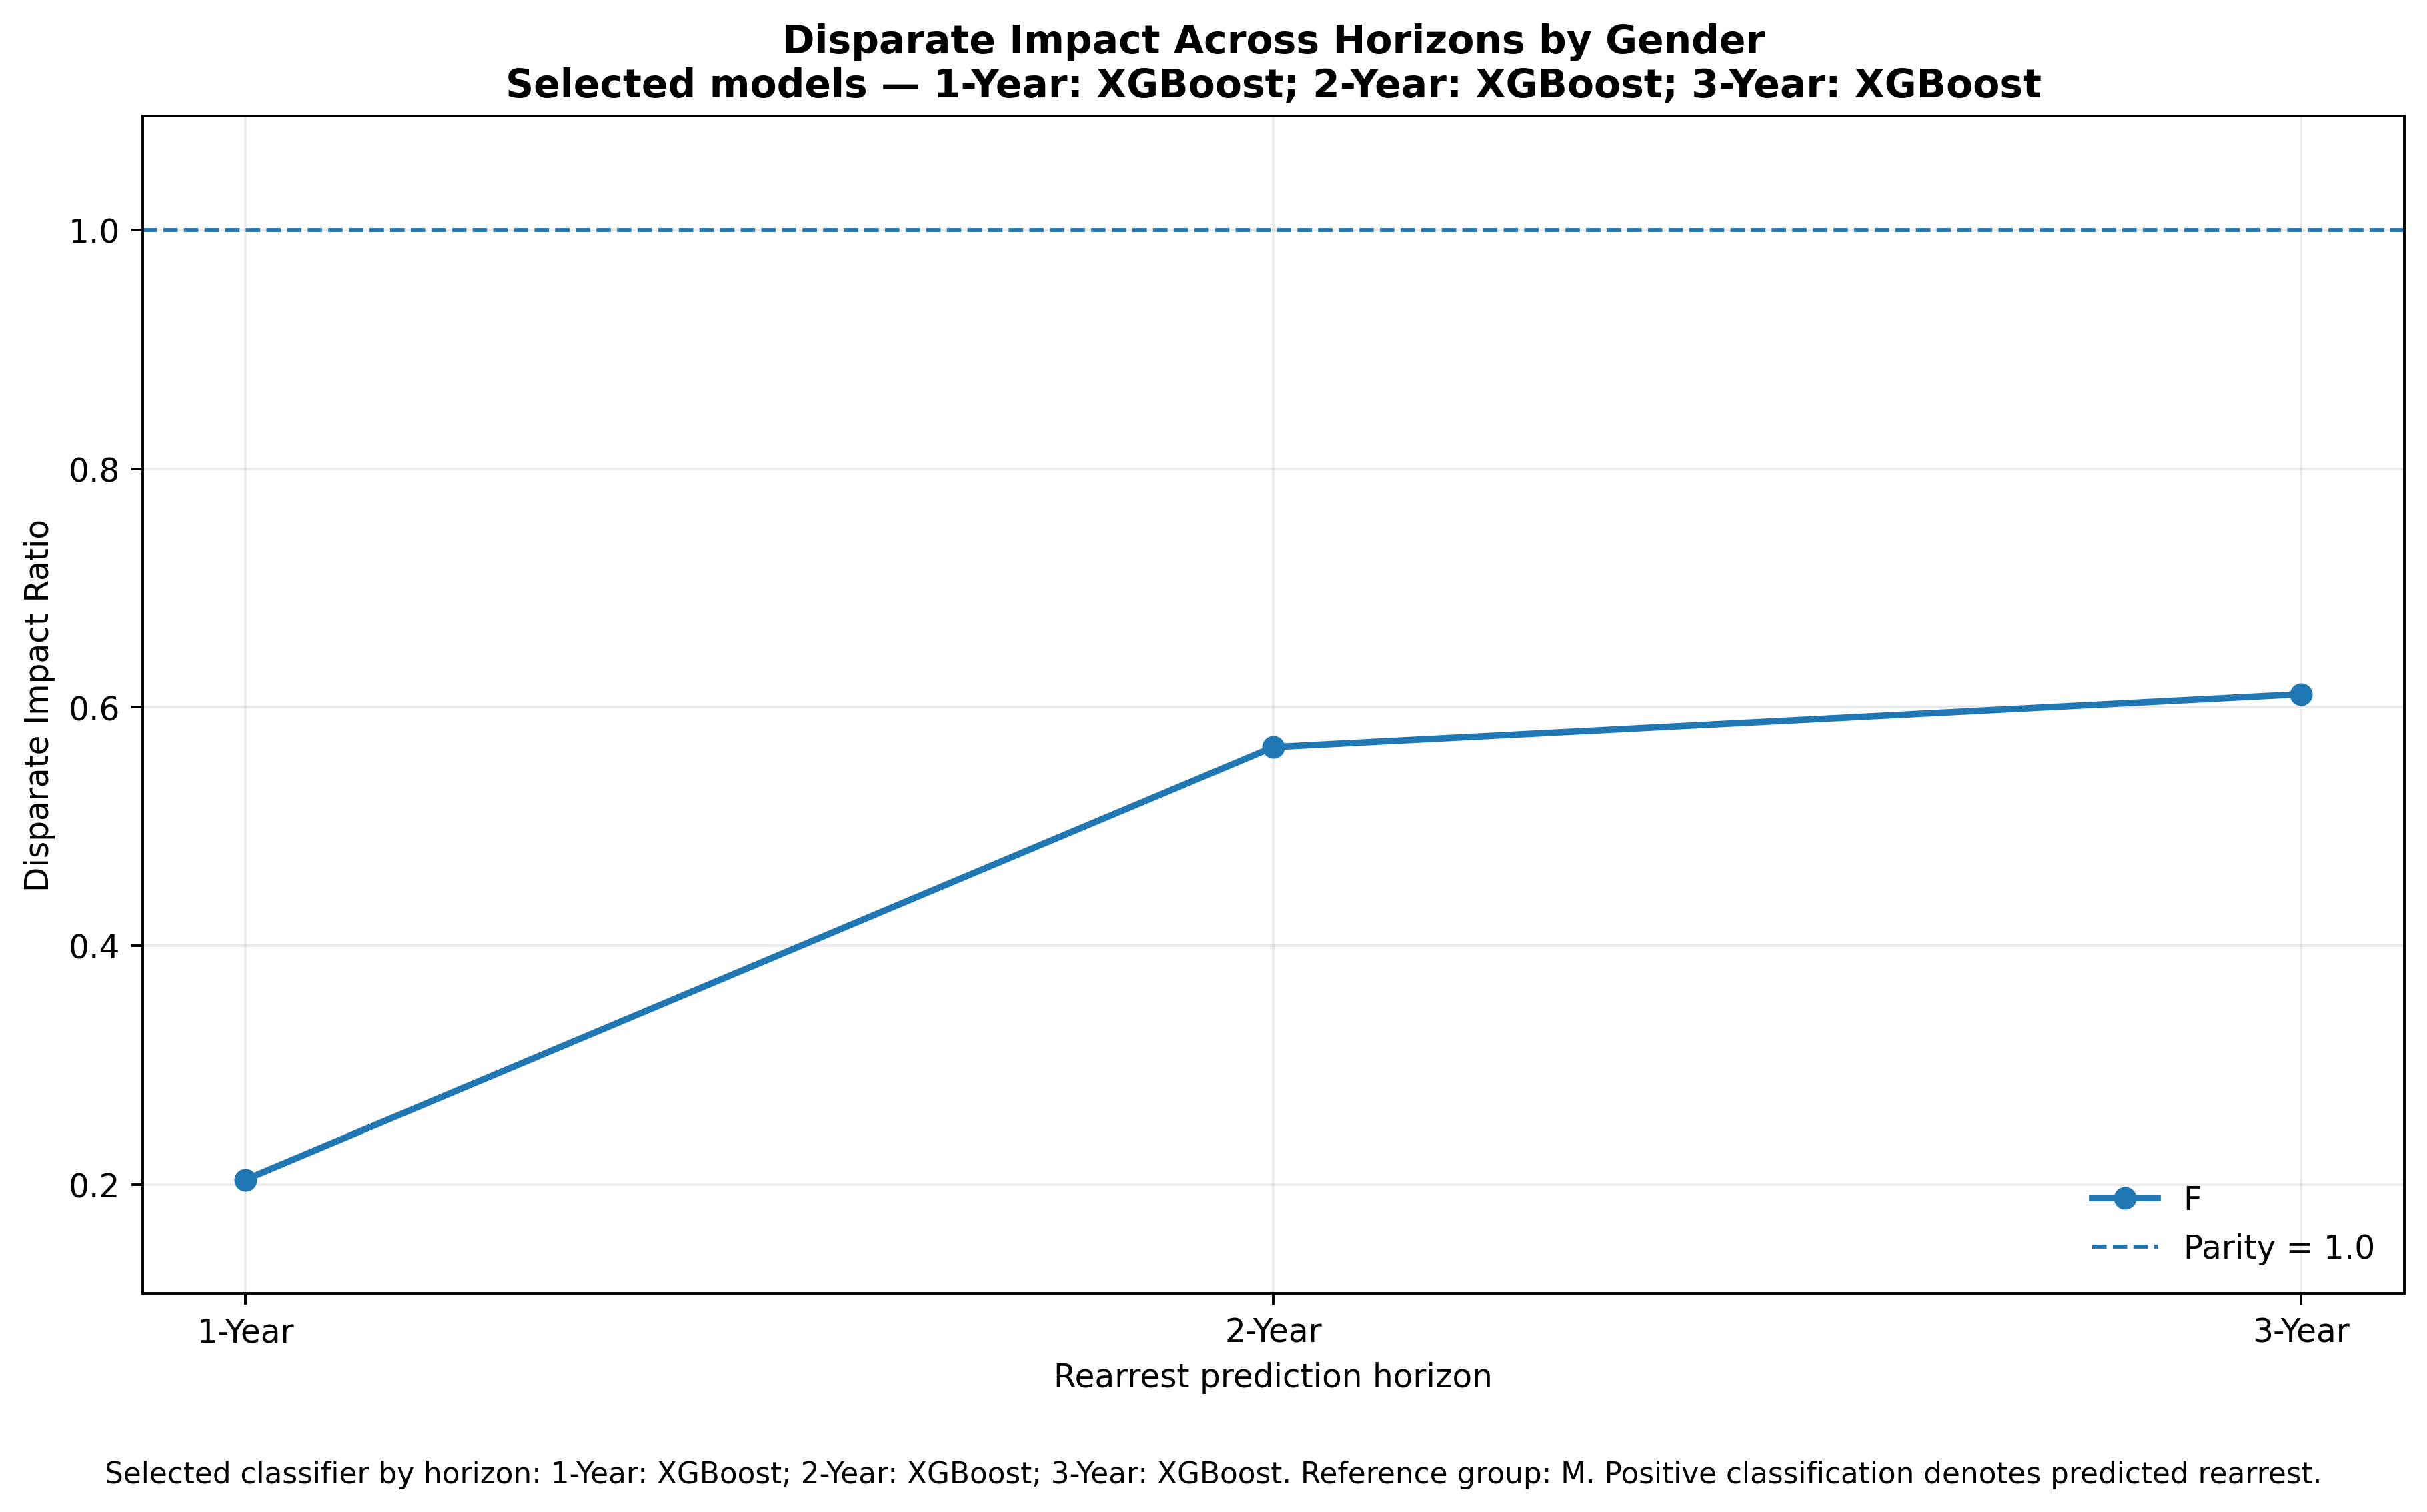 Disparate Impact Across Horizons by Gender
Selected models — 1-Year: XGBoost; 2-Year: XGBoost; 3-Year: XGBoost
Disparate Impact Ratio
1.0
0.8
0.6
0.4
0.2
F
Parity = 1.0
1-Year
2-Year
3-Year
Rearrest prediction horizon
Selected classifier by horizon: 1-Year: XGBoost; 2-Year: XGBoost; 3-Year: XGBoost. Reference group: M. Positive classification denotes predicted rearrest.